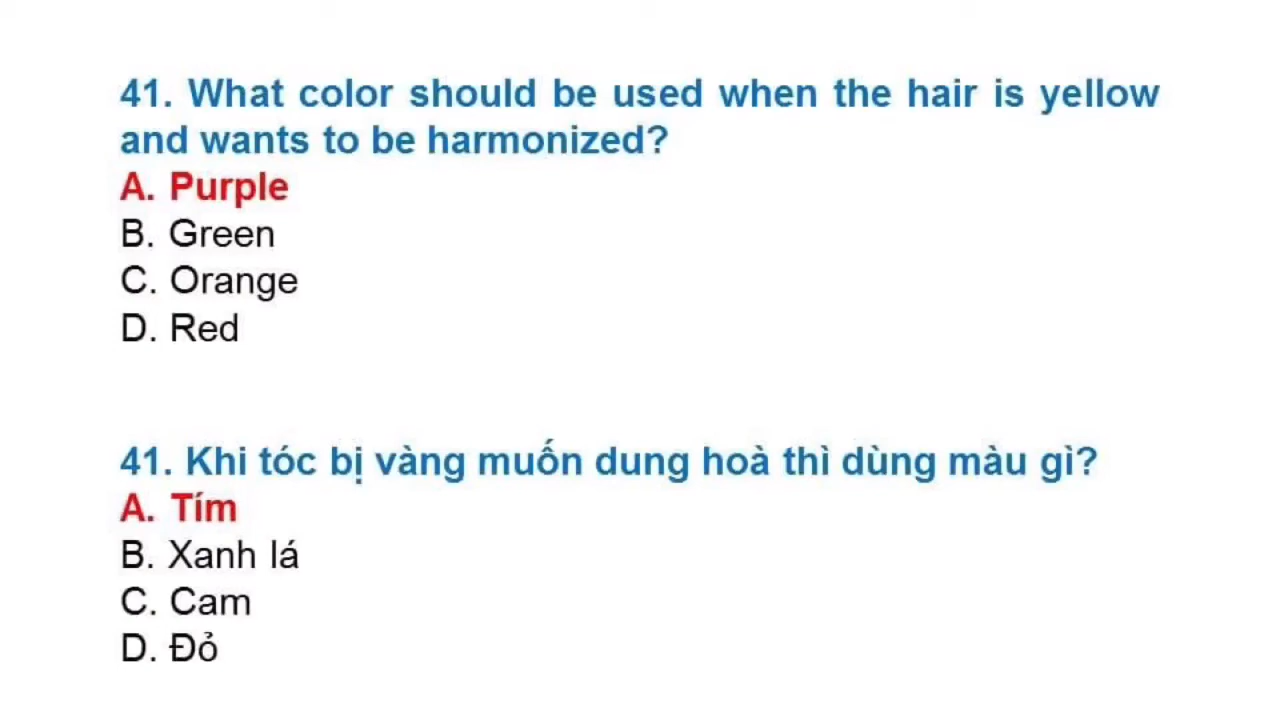 41. What color should be used when the hair is yellow
and wants to be harmonized?
A. Purple
B. Green
C. Orange
D. Red
41. Khi tóc bị vàng muốn dung hoà thì dùng màu gì?
A. Tím
B. Xanh lá
C. Cam
D. Đỏ